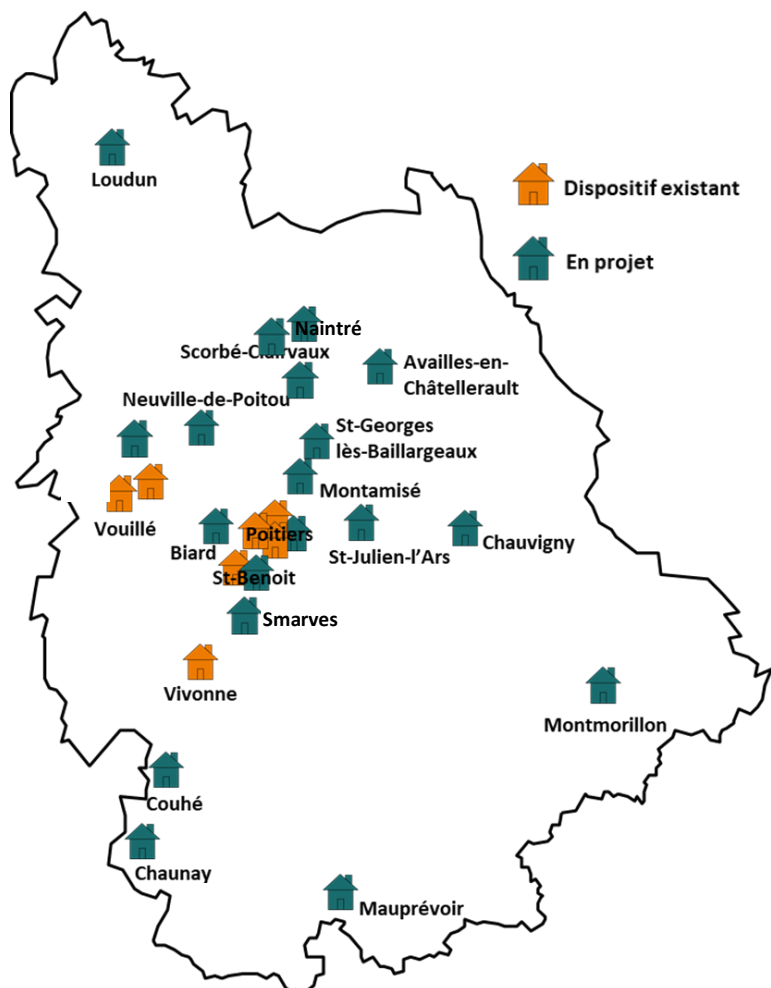 Loudun
Dispositif existant
En projet
Naintré
Scorbé-Clairvaux
Availles-en-
Châtellerault
Neuville-de-Poitou
St-Georges
lès-Baillargeaux
Montamisé
Vouillé
Biard
Poitiers
St-Julien-l'Ars
Chauvigny
St-Benoit
Smarves
Vivonne
Montmorillon
Couhé
Chaunay
Mauprévoir